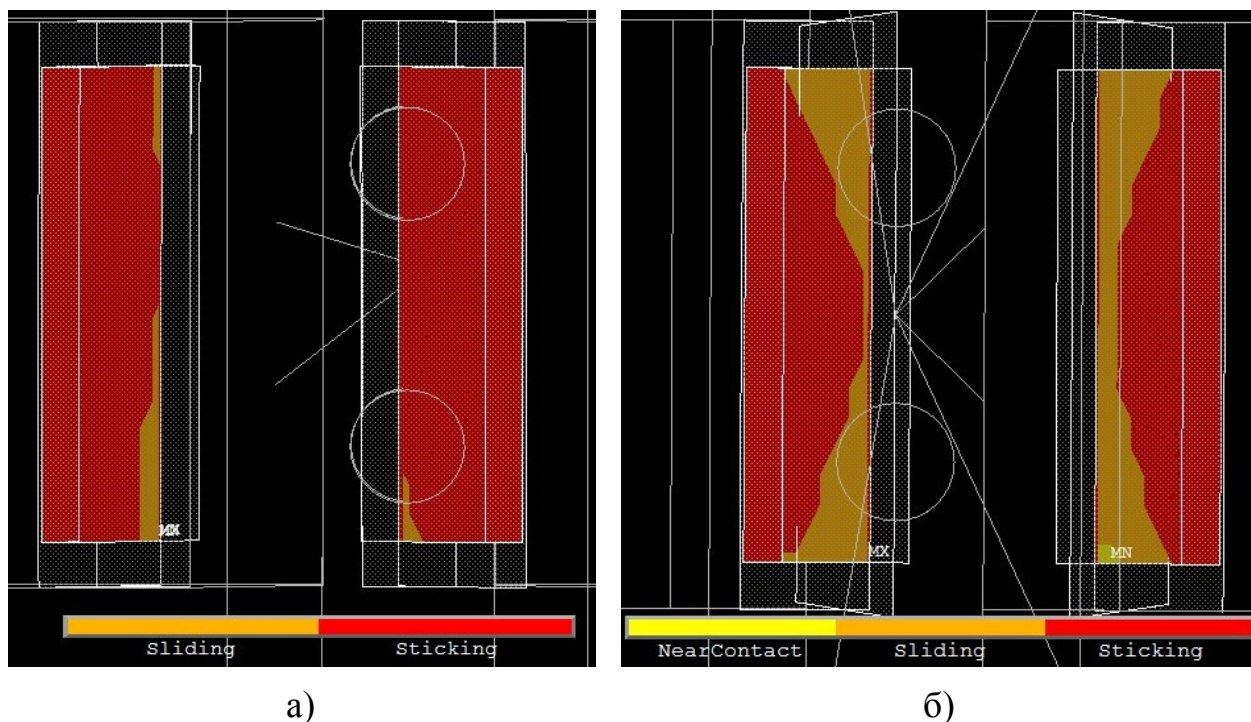 MX
Sliding Sticking
MX MN
NearContact Sliding Sticking
а)
б)